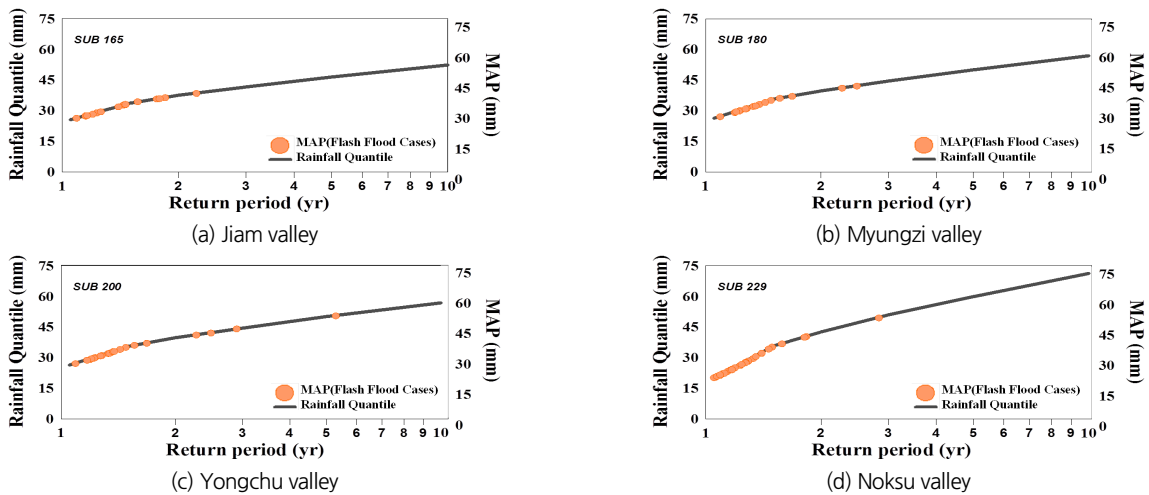 75
60
45
30
15
0
Rainfall Quantile (mm)
SUB 165
MAP(Flash Flood Cases)
Rainfall Quantile
75
60
45
30
15
0
MAP (mm)
1 2 3 4 5 6 7 8 9 10
Return period (yr)
(a) Jiam valley
75
60
45
30
15
0
Rainfall Quantile (mm)
SUB 180
MAP(Flash Flood Cases)
Rainfall Quantile
75
60
45
30
15
0
MAP (mm)
1 2 3 4 5 6 7 8 9 10
Return period (yr)
(b) Myungzi valley
75
60
45
30
15
0
Rainfall Quantile (mm)
SUB 200
MAP(Flash Flood Cases)
Rainfall Quantile
75
60
45
30
15
0
MAP (mm)
1 2 3 4 5 6 7 8 9 10
Return period (yr)
(c) Yongchu valley
75
60
45
30
15
0
Rainfall Quantile (mm)
SUB 229
MAP(Flash Flood Cases)
Rainfall Quantile
75
60
45
30
15
0
MAP (mm)
1 2 3 4 5 6 7 8 9 10
Return period (yr)
(d) Noksu valley